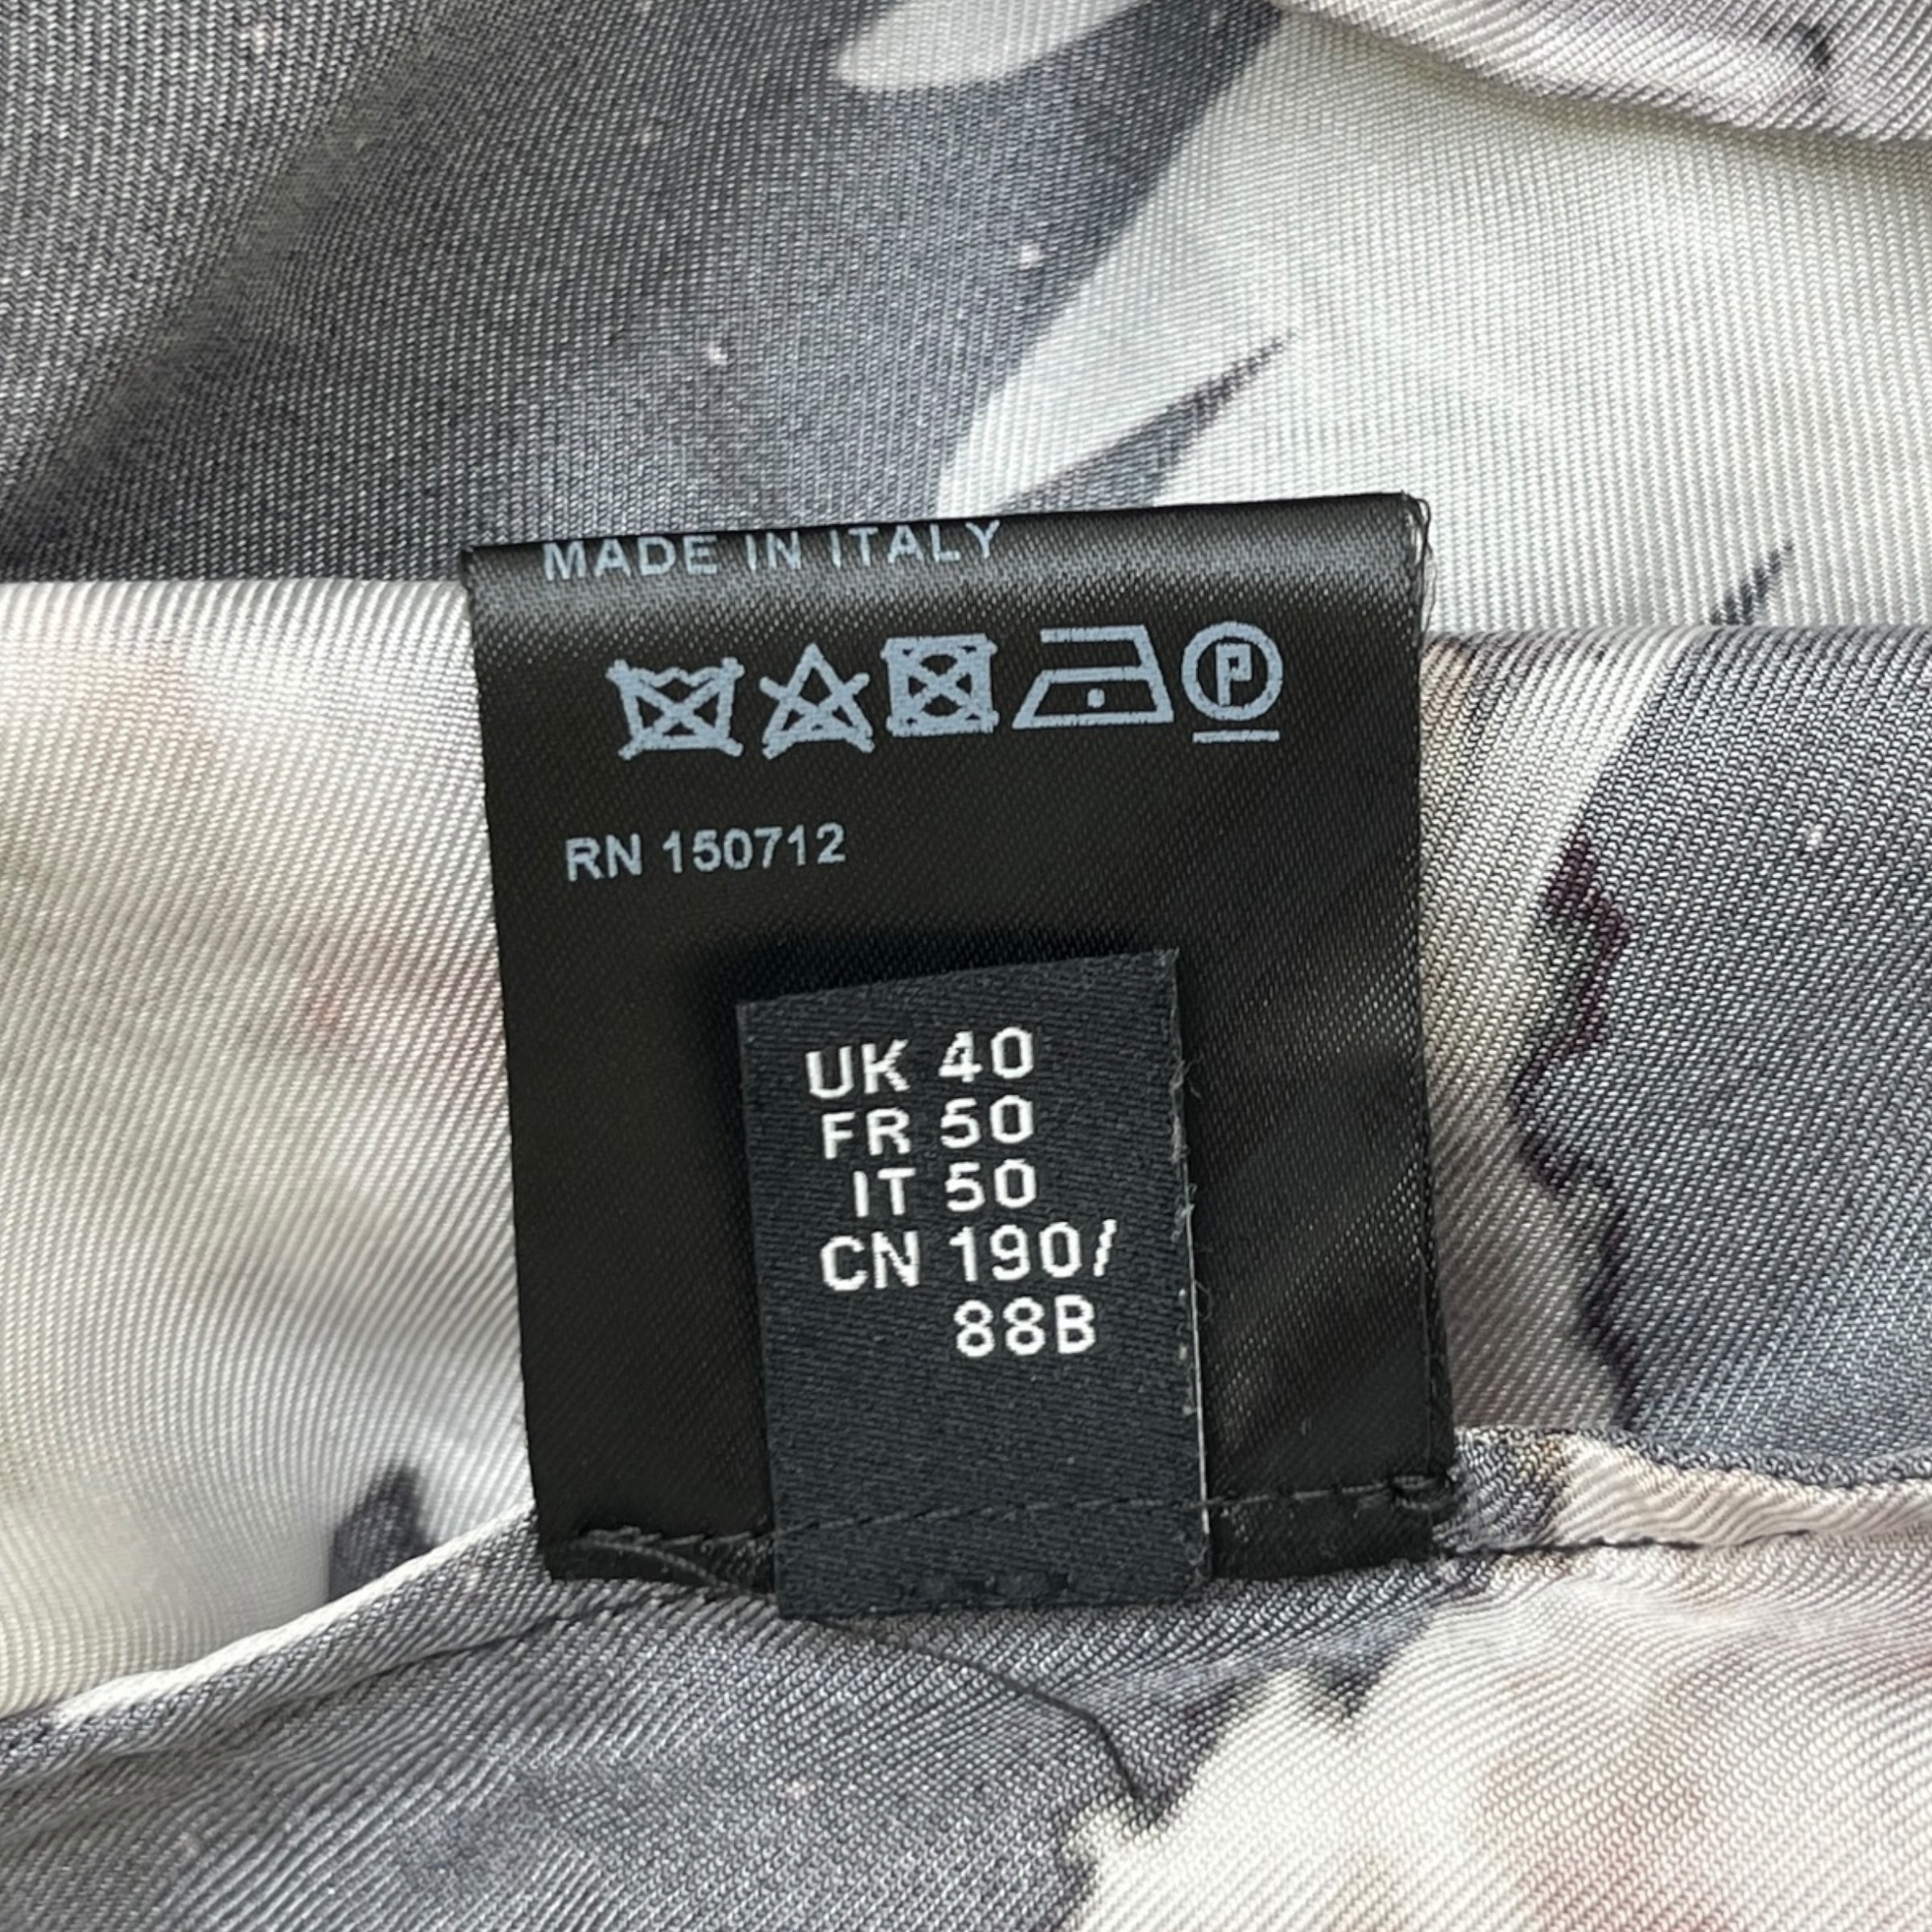 MADE IN ITALY
P
RN 150712
UK 40
FR 50
IT 50
CN 190/
88B